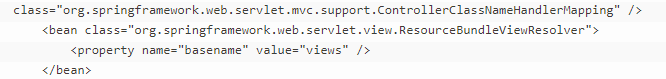 class="org.springframework.web.servlet.mvc.support.ControllerClassNameHandlerMapping" />
<bean class="org.springframework.web.servlet.view.ResourceBundleViewResolver">
<property name="basename" value="views" />
</bean>